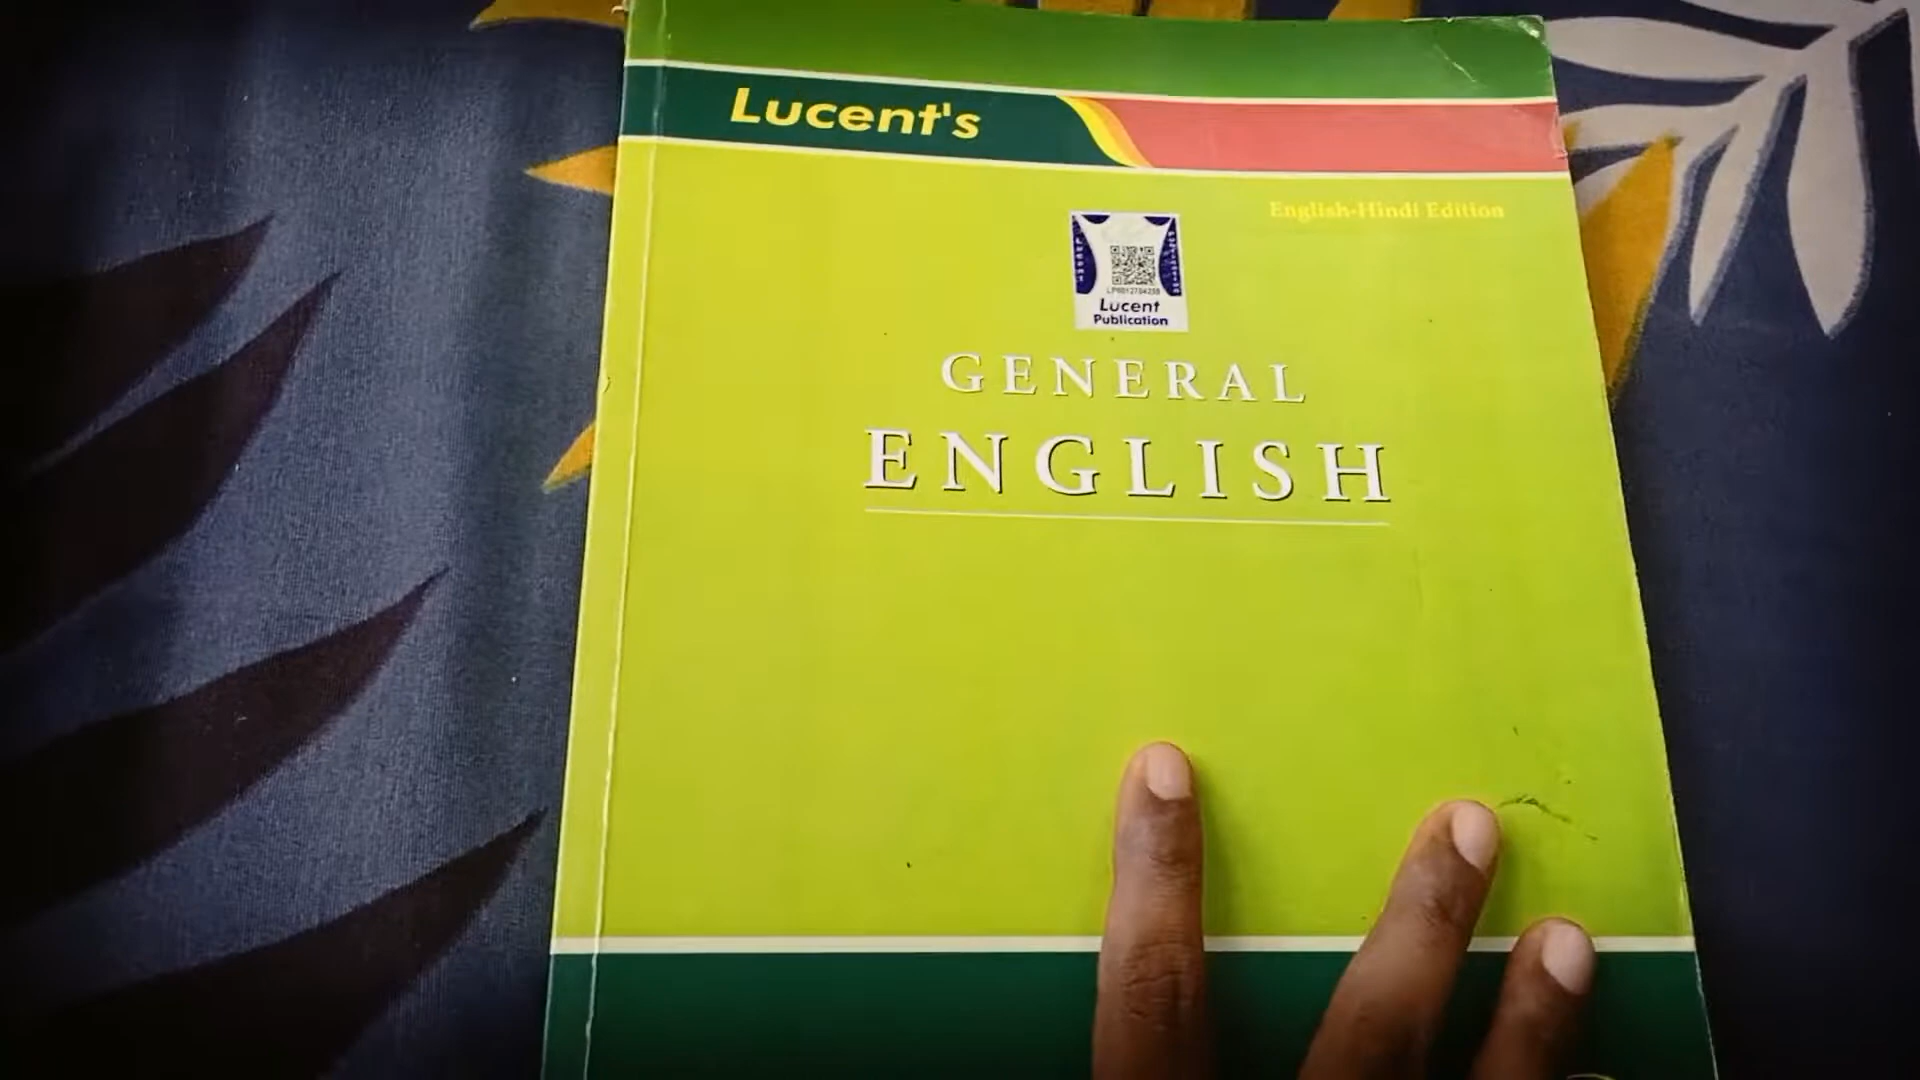 Lucent's
English-Hindi Edition
Lucent
Publication
GENERAL
ENGLISH